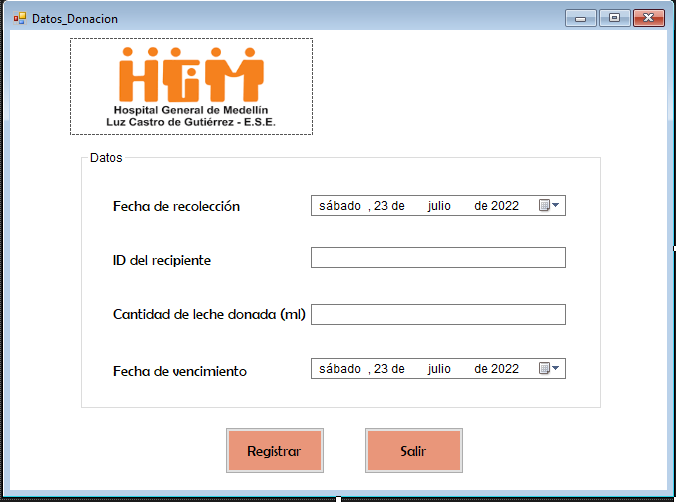 Datos_Donacion
HGM
Hospital General de Medellín
Luz Castro de Gutiérrez - E.S.E.
Datos
Fecha de recolección sábado , 23 de julio de 2022
ID del recipiente
Cantidad de leche donada (ml)
Fecha de vencimiento sábado , 23 de julio de 2022
Registrar Salir